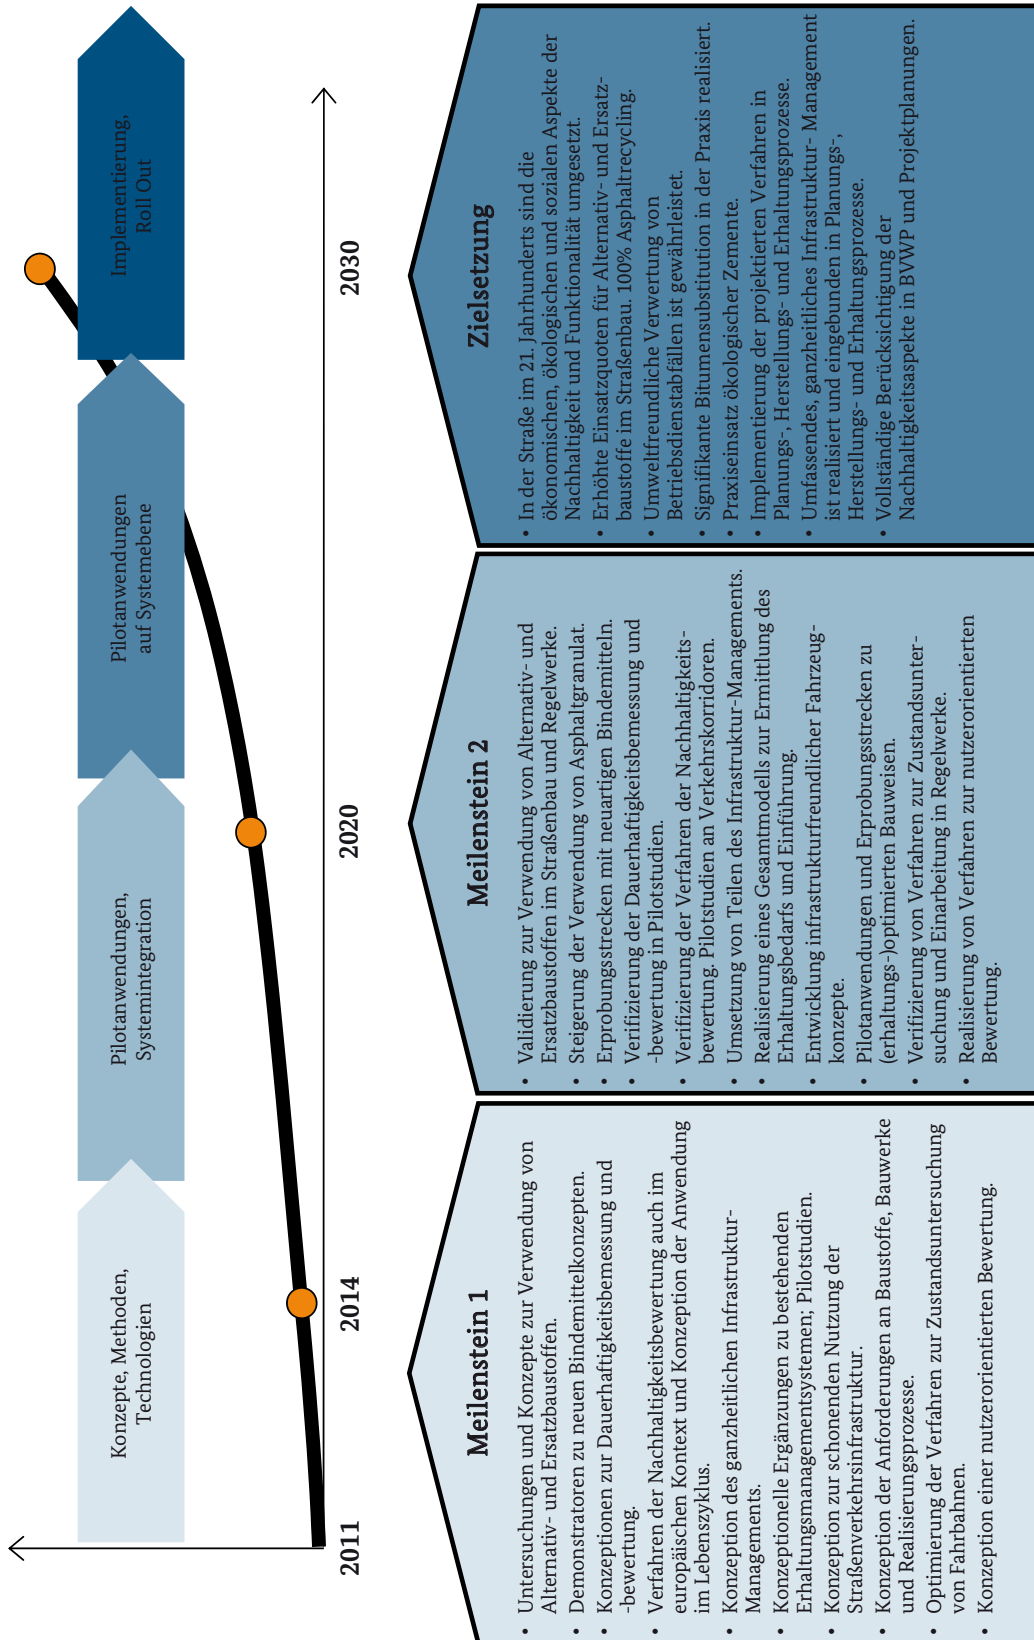 Konzepte, Methoden,
Technologien
Pilotanwendungen,
Systemintegration
Pilotanwendungen
auf Systemebene
Implementierung,
Roll Out
2011
2014
2020
2030
Meilenstein 1
• Untersuchungen und Konzepte zur Verwendung von
Alternativ- und Ersatzbaustoffen.
• Demonstratoren zu neuen Bindemittelkonzepten.
• Konzeptionen zur Dauerhaftigkeitsbemessung und
-bewertung.
• Verfahren der Nachhaltigkeitsbewertung auch im
europäischen Kontext und Konzeption der Anwendung
im Lebenszyklus.
• Konzeption des ganzheitlichen Infrastruktur-
Managements.
• Konzeptionelle Ergänzungen zu bestehenden
Erhaltungsmanagementsystemen; Pilotstudien.
• Konzeption zur schonenden Nutzung der
Straßenverkehrsinfrastruktur.
• Konzeption der Anforderungen an Baustoffe, Bauwerke
und Realisierungsprozesse.
• Optimierung der Verfahren zur Zustandsuntersuchung
von Fahrbahnen.
• Konzeption einer nutzerorientierten Bewertung.
Meilenstein 2
• Validierung zur Verwendung von Alternativ- und
Ersatzbaustoffen im Straßenbau und Regelwerke.
• Steigerung der Verwendung von Asphaltgranulat.
• Erprobungsstrecken mit neuartigen Bindemitteln.
• Verifizierung der Dauerhaftigkeitsbemessung und
-bewertung in Pilotstudien.
• Verifizierung der Verfahren der Nachhaltigkeits-
bewertung. Pilotstudien an Verkehrskorridoren.
• Umsetzung von Teilen des Infrastruktur-Managements.
• Realisierung eines Gesamtmodells zur Ermittlung des
Erhaltungsbedarfs und Einführung.
• Entwicklung infrastrukturfreundlicher Fahrzeug-
konzepte.
• Pilotanwendungen und Erprobungsstrecken zu
(erhaltungs-)optimierten Bauweisen.
• Verifizierung von Verfahren zur Zustandsunter-
suchung und Einarbeitung in Regelwerke.
• Realisierung von Verfahren zur nutzerorientierten
Bewertung.
Zielsetzung
• In der Straße im 21. Jahrhunderts sind die
ökonomischen, ökologischen und sozialen Aspekte der
Nachhaltigkeit und Funktionalität umgesetzt.
• Erhöhte Einsatzquoten für Alternativ- und Ersatz-
baustoffe im Straßenbau. 100% Asphaltrecycling.
• Umweltfreundliche Verwertung von
Betriebsdienstabfällen ist gewährleistet.
• Signifikante Bitumensubstitution in der Praxis realisiert.
• Praxiseinsatz ökologischer Zemente.
• Implementierung der projektierten Verfahren in
Planungs-, Herstellungs- und Erhaltungsprozesse.
• Umfassendes, ganzheitliches Infrastruktur- Management
ist realisiert und eingebunden in Planungs-,
Herstellungs- und Erhaltungsprozesse.
• Vollständige Berücksichtigung der
Nachhaltigkeitsaspekte in BVWP und Projektplanungen.